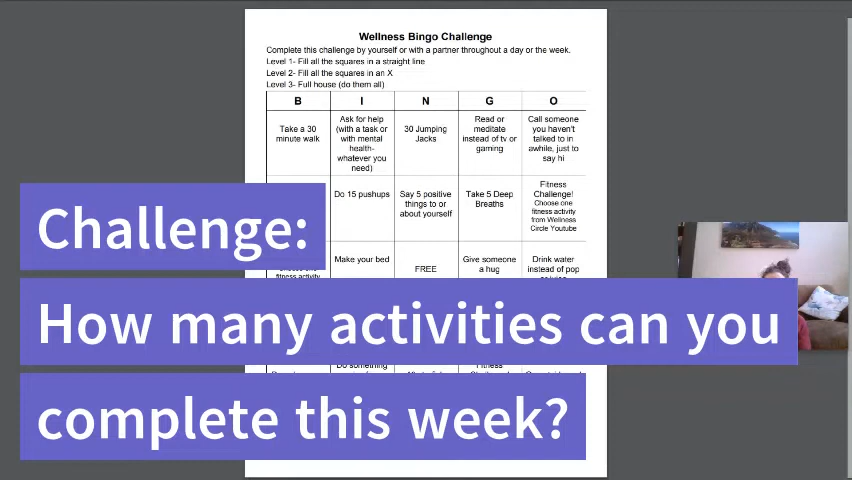 Wellness Bingo Challenge
Complete this challenge by yourself or with a partner throughout a day or the week.
Level 1- Fill all the squares in a straight line
Level 2- Fill all the squares in an X
Level 3- Full house (do them all)
B I N G O
Take a 30
minute walk
Ask for help
(with a task or
with mental
health-
whatever you
need)
30 Jumping
Jacks
Read or
meditate
instead of tv or
gaming
Call someone
you haven't
talked to in
awhile, just to
say hi
Do 15 pushups
Say 5 positive
things to or
about yourself
Take 5 Deep
Breaths
Fitness
Challenge!
Choose one
fitness activity
from Wellness
Circle Youtube
fitness activity
Make your bed
FREE
Give someone
a hug
Drink water
instead of pop
Do something
Fitness
Challenge:
How many activities can you
complete this week?